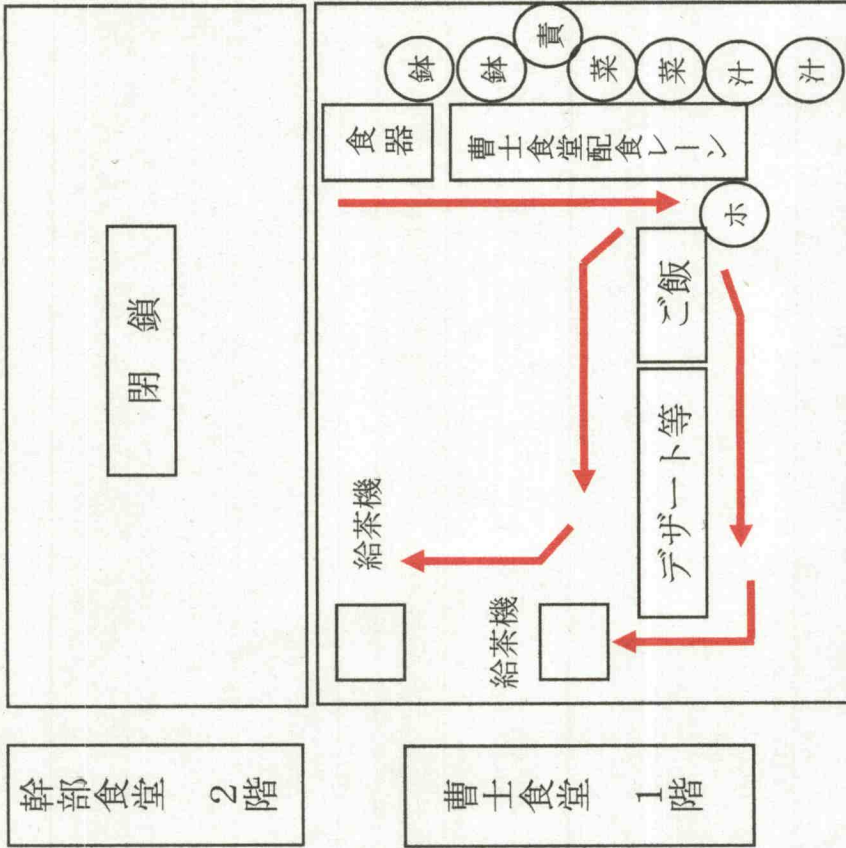 幹部食堂　2階
閉　鎖
曹士食堂　1階
給茶機
給茶機
デザート等
ご飯
ホ
食器
曹士食堂配食レーン
鉢
鉢
責
菜
菜
汁
汁